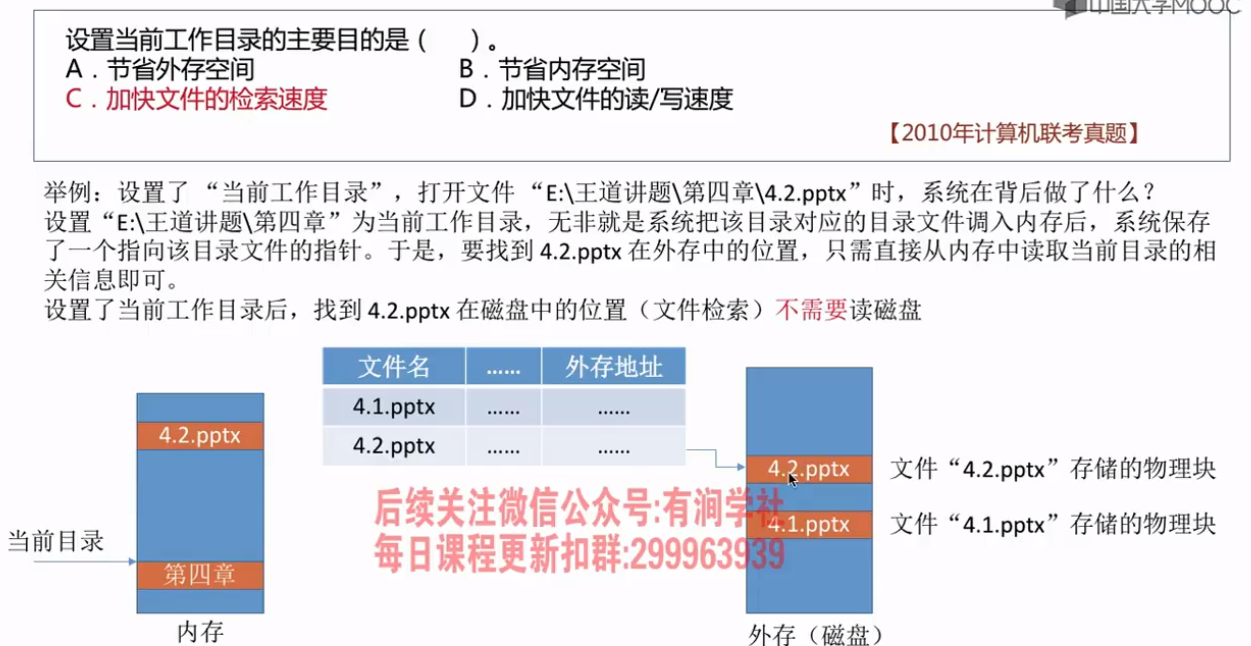 中国大学MOOC
设置当前工作目录的主要目的是（ ）。
A．节省外存空间 B．节省内存空间
C．加快文件的检索速度 D．加快文件的读/写速度
【2010年计算机联考真题】
举例：设置了“当前工作目录”，打开文件“E:\王道讲题\第四章\4.2.pptx”时，系统在背后做了什么？
设置“E:\王道讲题\第四章”为当前工作目录，无非就是系统把该目录对应的目录文件调入内存后，系统保存
了一个指向该目录文件的指针。于是，要找到 4.2.pptx 在外存中的位置，只需直接从内存中读取当前目录的相
关信息即可。
设置了当前工作目录后，找到 4.2.pptx 在磁盘中的位置（文件检索）不需要读磁盘
文件名 …… 外存地址
4.1.pptx …… ……
4.2.pptx …… ……
4.2.pptx
当前目录
第四章
内存
4.2.pptx 文件“4.2.pptx”存储的物理块
4.1.pptx 文件“4.1.pptx”存储的物理块
外存（磁盘）
后续关注微信公众号:有涧学社
每日课程更新扣群:299963939